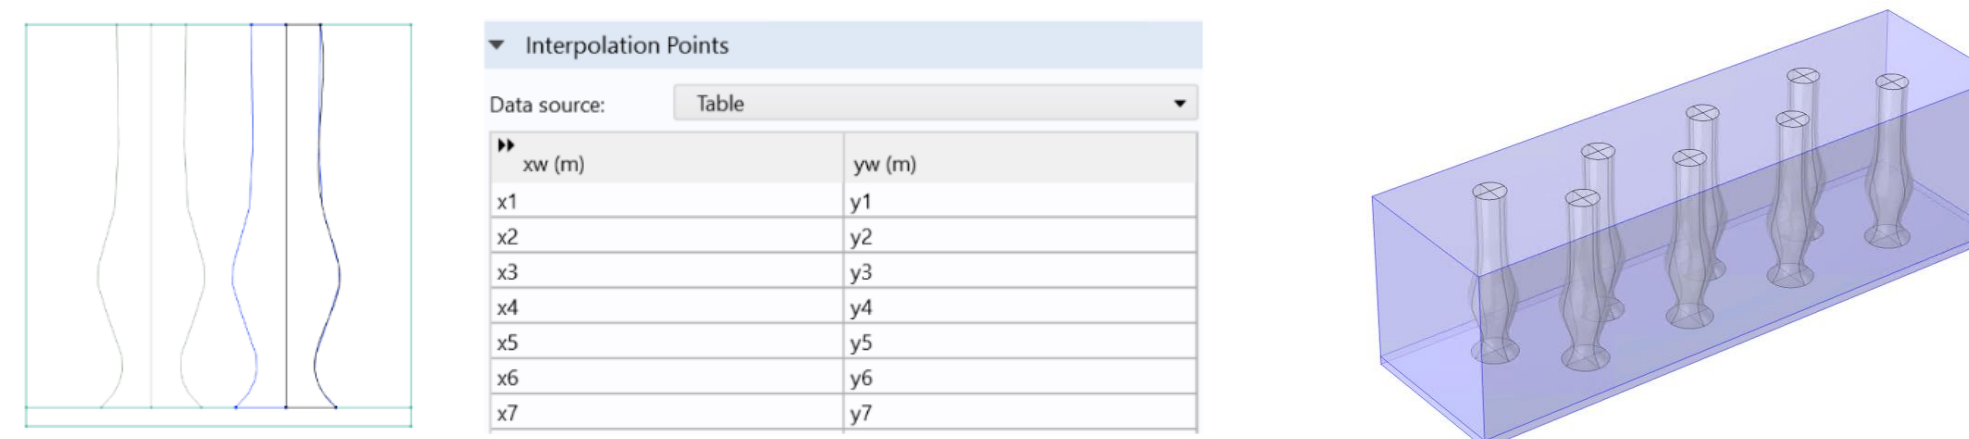 Interpolation Points
Data source: Table
xw (m) yw (m)
x1 y1
x2 y2
x3 y3
x4 y4
x5 y5
x6 y6
x7 y7